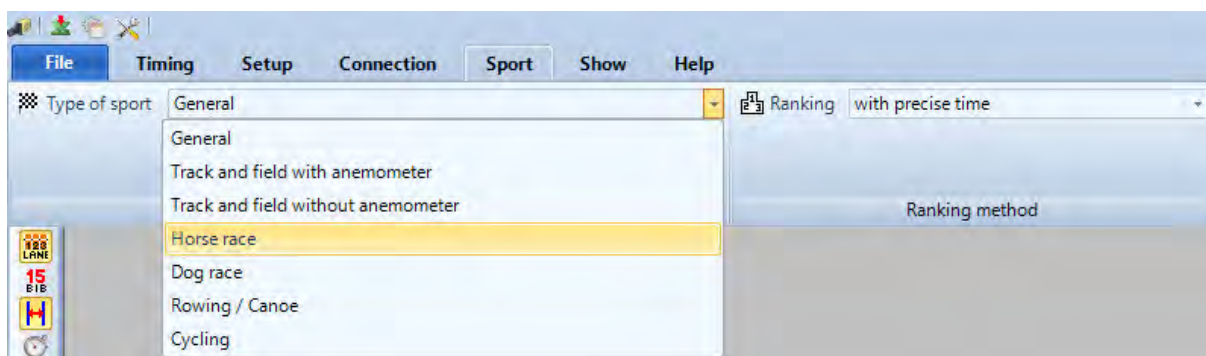 File Timing Setup Connection Sport Show Help
Type of sport General Ranking with precise time
General
Track and field with anemometer
Track and field without anemometer
Ranking method
Horse race
Dog race
Rowing / Canoe
Cycling
123
LANE
15
BIB